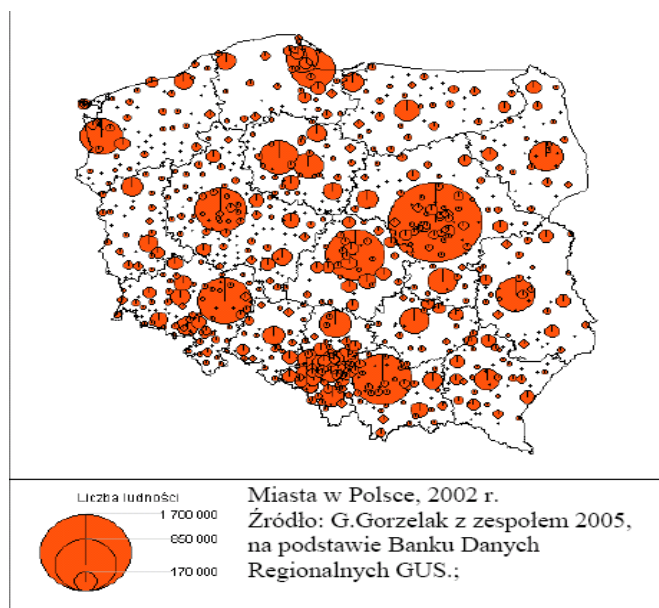 Liczba ludności
1 700 000
850 000
170 000
Miasta w Polsce, 2002 r.
Źródło: G.Gorzelak z zespołem 2005,
na podstawie Banku Danych
Regionalnych GUS.;